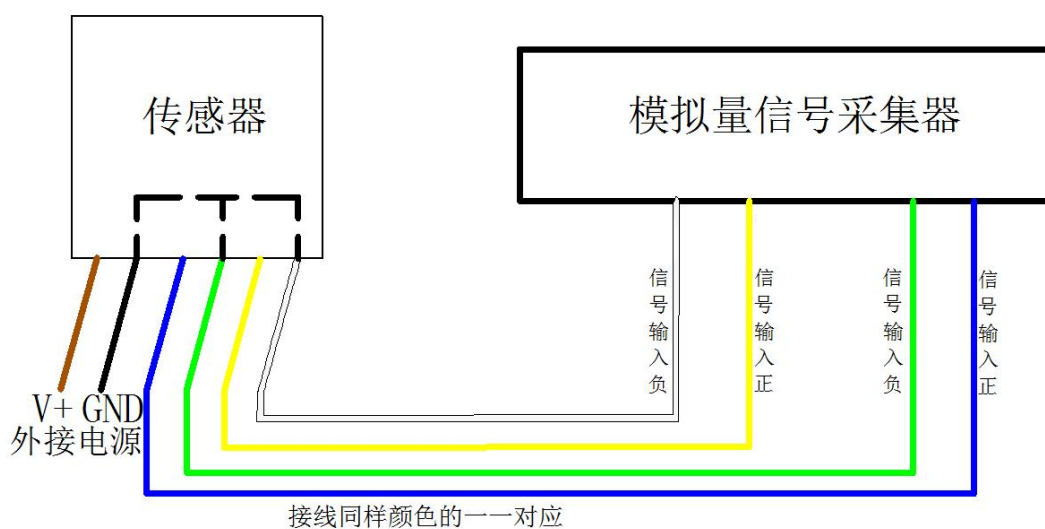 传感器
模拟量信号采集器
信号输入负
信号输入正
信号输入负
信号输入正
V+ GND
外接电源
接线同样颜色的一一对应